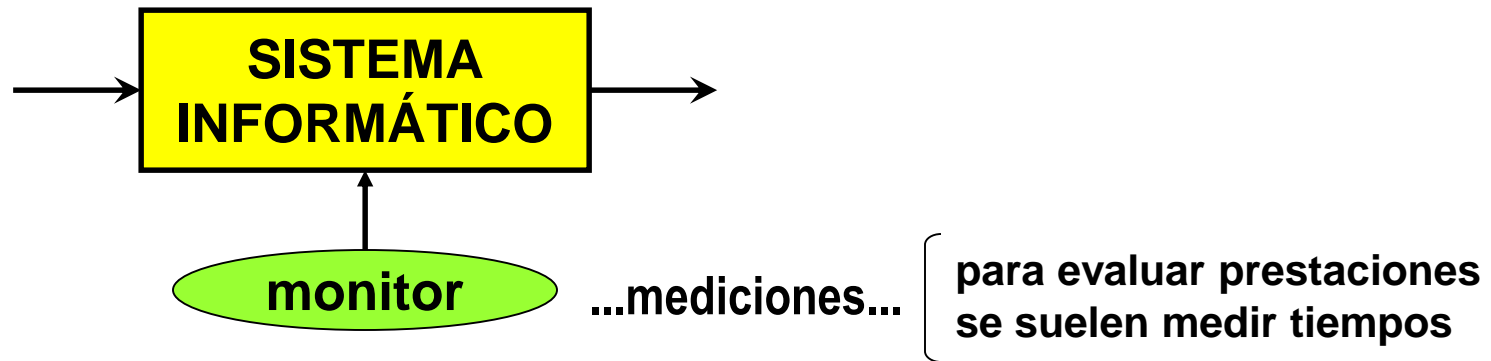 SISTEMA
INFORMÁTICO
monitor
...mediciones...
para evaluar prestaciones
se suelen medir tiempos